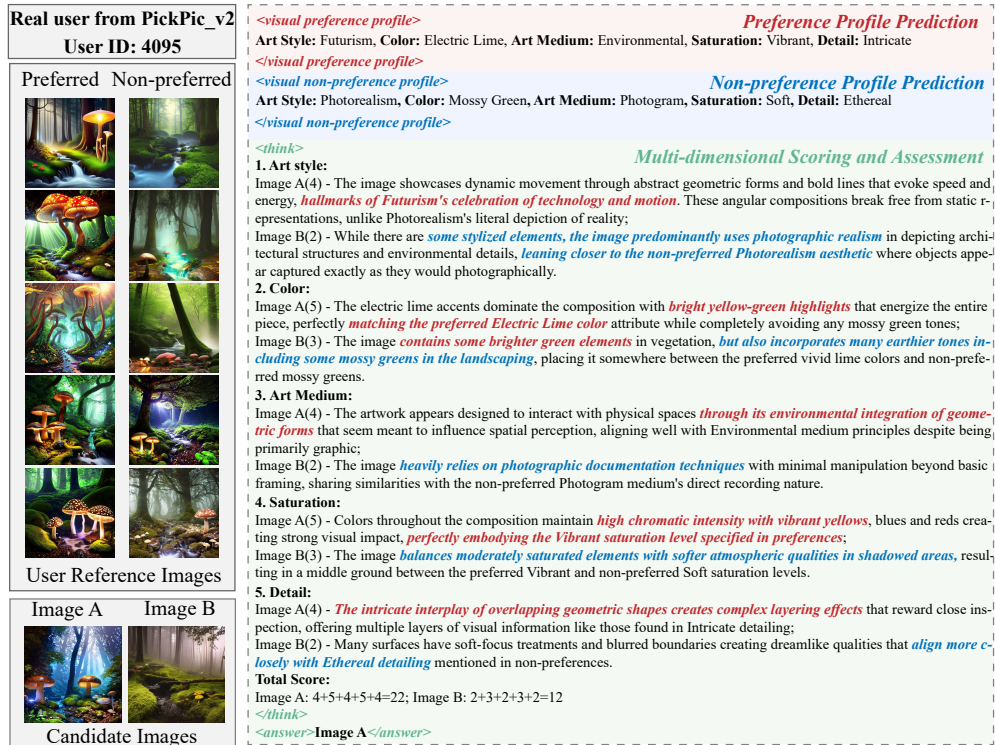 Real user from PickPic_v2
User ID: 4095
Preferred Non-preferred
User Reference Images
Image A Image B
Candidate Images
<visual preference profile>
Preference Profile Prediction
Art Style: Futurism, Color: Electric Lime, Art Medium: Environmental, Saturation: Vibrant, Detail: Intricate
</visual preference profile>
<visual non-preference profile>
Non-preference Profile Prediction
Art Style: Photorealism, Color: Mossy Green, Art Medium: Photogram, Saturation: Soft, Detail: Ethereal
</visual non-preference profile>
<think>
Multi-dimensional Scoring and Assessment
1. Art style:
Image A(4) - The image showcases dynamic movement through abstract geometric forms and bold lines that evoke speed and
energy, hallmarks of Futurism's celebration of technology and motion. These angular compositions break free from static r-
epresentations, unlike Photorealism's literal depiction of reality;
Image B(2) - While there are some stylized elements, the image predominantly uses photographic realism in depicting archi-
tectural structures and environmental details, leaning closer to the non-preferred Photorealism aesthetic where objects appe-
ar captured exactly as they would photographically.
2. Color:
Image A(5) - The electric lime accents dominate the composition with bright yellow-green highlights that energize the entire
piece, perfectly matching the preferred Electric Lime color attribute while completely avoiding any mossy green tones;
Image B(3) - The image contains some brighter green elements in vegetation, but also incorporates many earthier tones in-
cluding some mossy greens in the landscaping, placing it somewhere between the preferred vivid lime colors and non-prefe-
rred mossy greens.
3. Art Medium:
Image A(4) - The artwork appears designed to interact with physical spaces through its environmental integration of geome-
tric forms that seem meant to influence spatial perception, aligning well with Environmental medium principles despite being
primarily graphic;
Image B(2) - The image heavily relies on photographic documentation techniques with minimal manipulation beyond basic
framing, sharing similarities with the non-preferred Photogram medium's direct recording nature.
4. Saturation:
Image A(5) - Colors throughout the composition maintain high chromatic intensity with vibrant yellows, blues and reds crea-
ting strong visual impact, perfectly embodying the Vibrant saturation level specified in preferences;
Image B(3) - The image balances moderately saturated elements with softer atmospheric qualities in shadowed areas, resul-
ting in a middle ground between the preferred Vibrant and non-preferred Soft saturation levels.
5. Detail:
Image A(4) - The intricate interplay of overlapping geometric shapes creates complex layering effects that reward close ins-
pection, offering multiple layers of visual information like those found in Intricate detailing;
Image B(2) - Many surfaces have soft-focus treatments and blurred boundaries creating dreamlike qualities that align more c-
losely with Ethereal detailing mentioned in non-preferences.
Total Score:
Image A: 4+5+4+5+4=22; Image B: 2+3+2+3+2=12
</think>
<answer>Image A</answer>